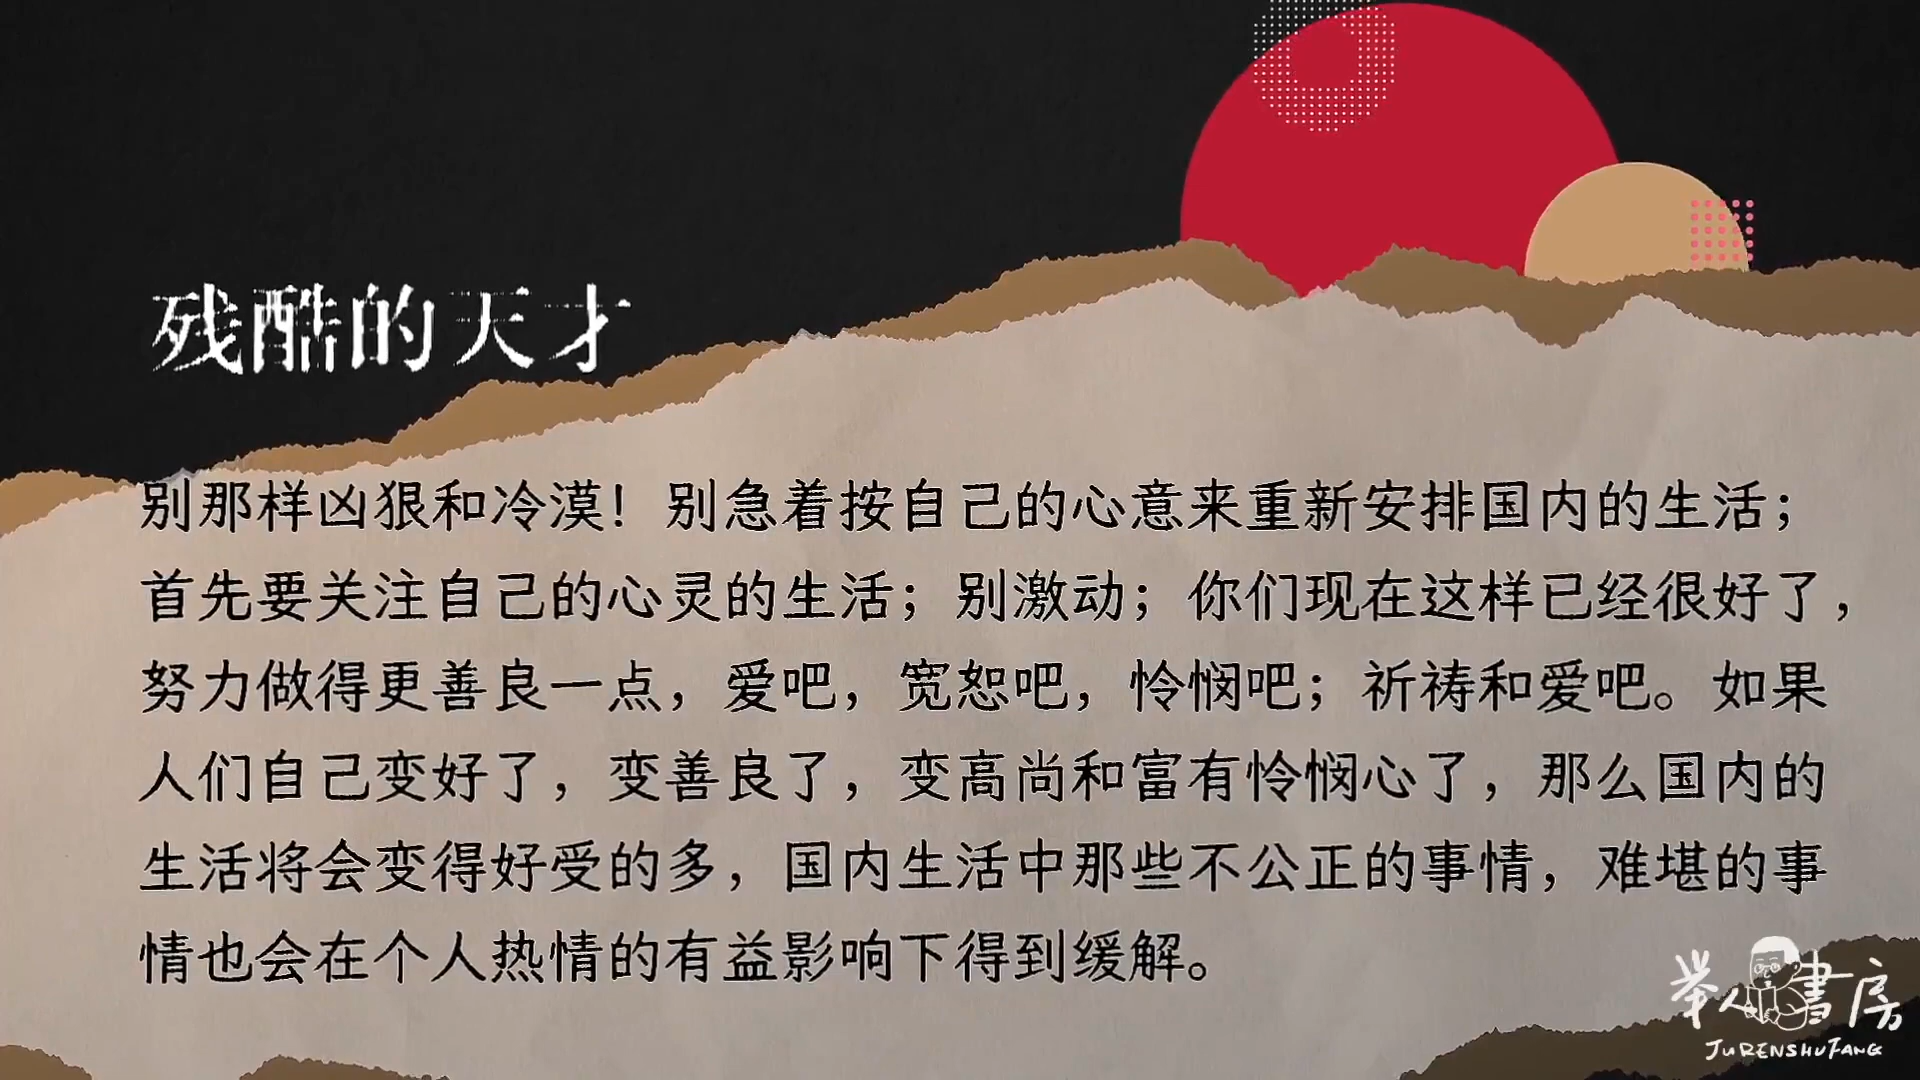 残酷的天才
别那样凶狠和冷漠！别急着按自己的心意来重新安排国内的生活；
首先要关注自己的心灵的生活；别激动；你们现在这样已经很好了，
努力做得更善良一点，爱吧，宽恕吧，怜悯吧；祈祷和爱吧。如果
人们自己变好了，变善良了，变高尚和富有怜悯心了，那么国内的
生活将会变得好受的多，国内生活中那些不公正的事情，难堪的事
情也会在个人热情的有益影响下得到缓解。
举人書房
JURENSHUFANG